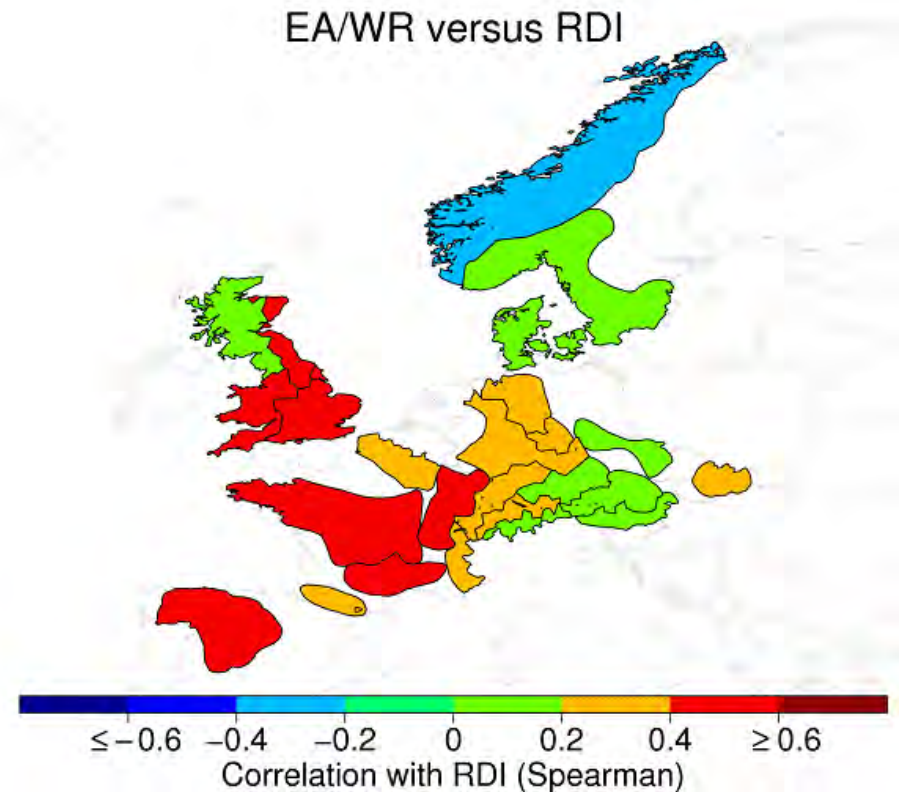 EA/WR versus RDI
≤ −0.6 −0.4 −0.2 0 0.2 0.4 ≥ 0.6
Correlation with RDI (Spearman)